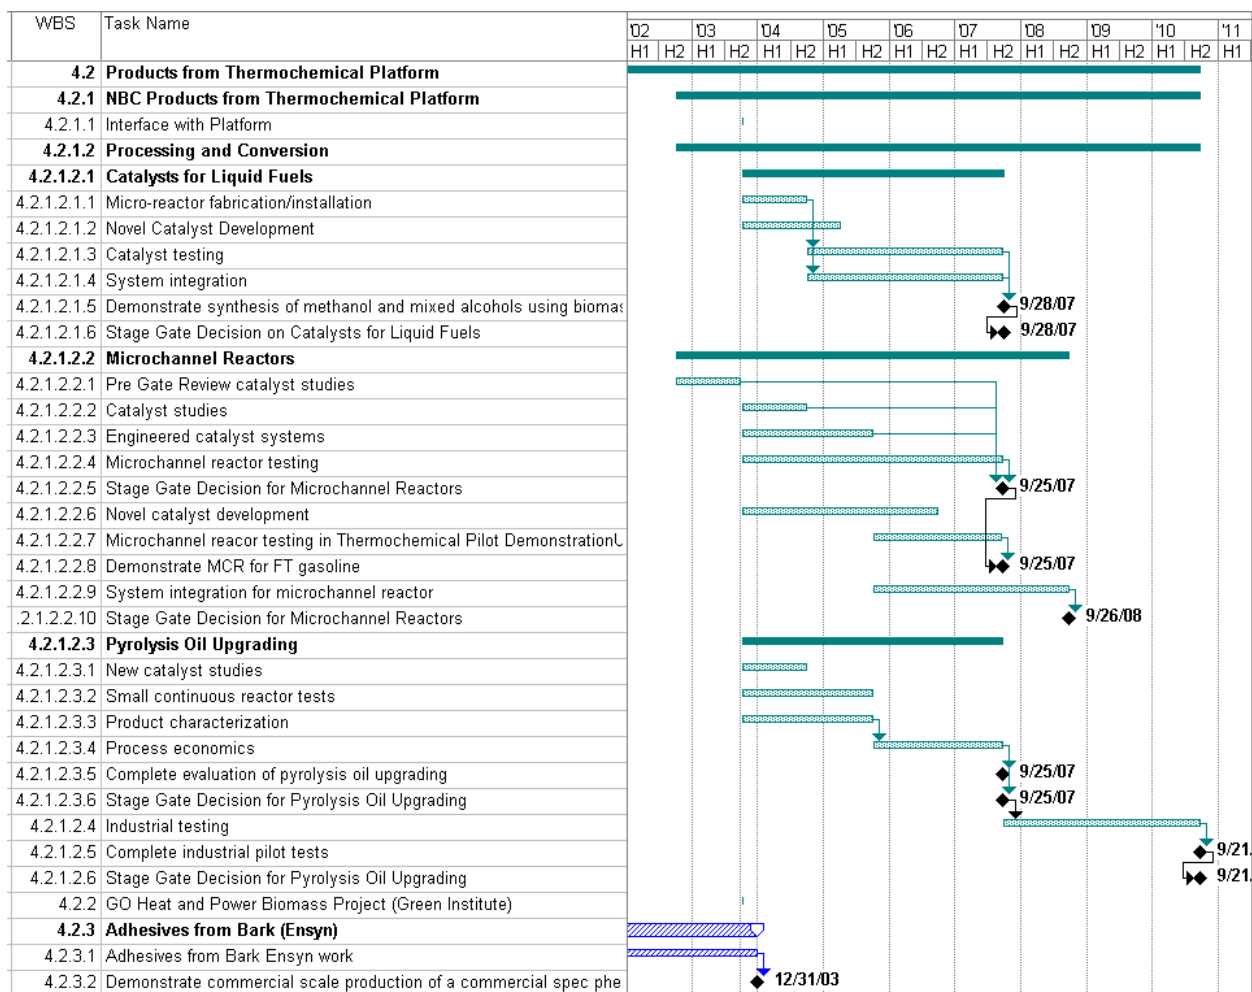 WBS Task Name
'02 '03 '04 '05 '06 '07 '08 '09 '10 '11
H1 H2 H1 H2 H1 H2 H1 H2 H1 H2 H1 H2 H1 H2 H1 H2 H1 H2 H1
4.2 Products from Thermochemical Platform
4.2.1 NBC Products from Thermochemical Platform
4.2.1.1 Interface with Platform
4.2.1.2 Processing and Conversion
4.2.1.2.1 Catalysts for Liquid Fuels
4.2.1.2.1.1 Micro-reactor fabrication/installation
4.2.1.2.1.2 Novel Catalyst Development
4.2.1.2.1.3 Catalyst testing
4.2.1.2.1.4 System integration
4.2.1.2.1.5 Demonstrate synthesis of methanol and mixed alcohols using biomas 9/28/07
4.2.1.2.1.6 Stage Gate Decision on Catalysts for Liquid Fuels 9/28/07
4.2.1.2.2 Microchannel Reactors
4.2.1.2.2.1 Pre Gate Review catalyst studies
4.2.1.2.2.2 Catalyst studies
4.2.1.2.2.3 Engineered catalyst systems
4.2.1.2.2.4 Microchannel reactor testing
4.2.1.2.2.5 Stage Gate Decision for Microchannel Reactors 9/25/07
4.2.1.2.2.6 Novel catalyst development
4.2.1.2.2.7 Microchannel reacor testing in Thermochemical Pilot DemonstrationU
4.2.1.2.2.8 Demonstrate MCR for FT gasoline 9/25/07
4.2.1.2.2.9 System integration for microchannel reactor
.2.1.2.2.10 Stage Gate Decision for Microchannel Reactors 9/26/08
4.2.1.2.3 Pyrolysis Oil Upgrading
4.2.1.2.3.1 New catalyst studies
4.2.1.2.3.2 Small continuous reactor tests
4.2.1.2.3.3 Product characterization
4.2.1.2.3.4 Process economics
4.2.1.2.3.5 Complete evaluation of pyrolysis oil upgrading 9/25/07
4.2.1.2.3.6 Stage Gate Decision for Pyrolysis Oil Upgrading 9/25/07
4.2.1.2.4 Industrial testing
4.2.1.2.5 Complete industrial pilot tests 9/21.
4.2.1.2.6 Stage Gate Decision for Pyrolysis Oil Upgrading 9/21.
4.2.2 GO Heat and Power Biomass Project (Green Institute)
4.2.3 Adhesives from Bark (Ensyn)
4.2.3.1 Adhesives from Bark Ensyn work
4.2.3.2 Demonstrate commercial scale production of a commercial spec phe 12/31/03